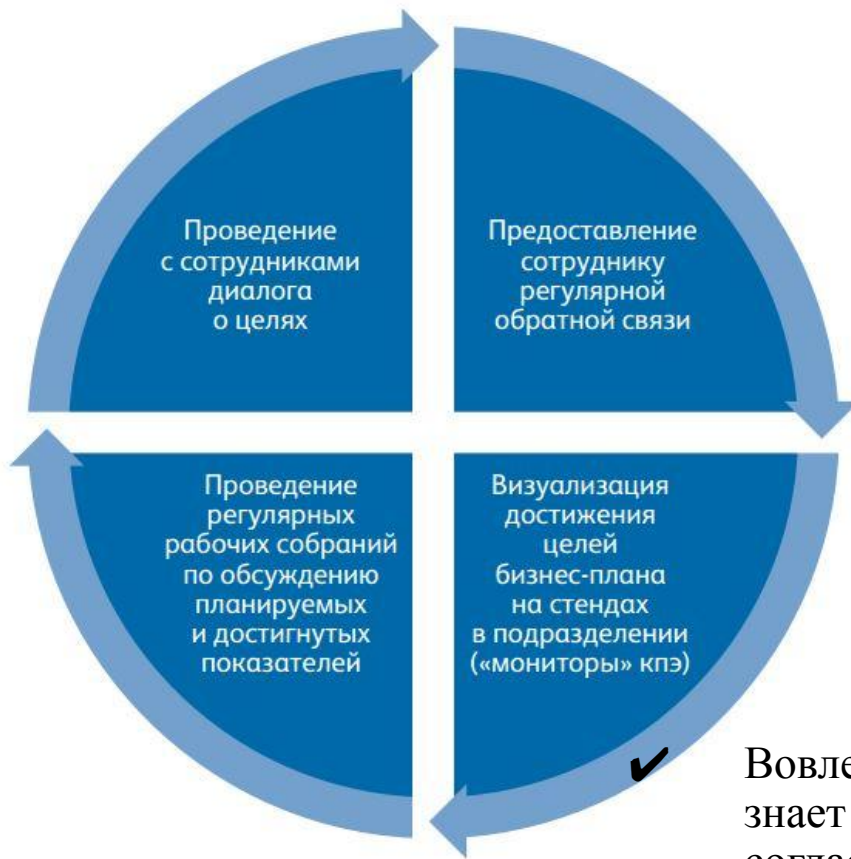 Проведение
с сотрудниками
диалога
о целях
Предоставление
сотруднику
регулярной
обратной связи
Проведение
регулярных
рабочих собраний
по обсуждению
планируемых
и достигнутых
показателей
Визуализация
достижения
целей
бизнес-плана
на стендах
в подразделении
(«мониторы» кпэ)
✔ Вовле
знает